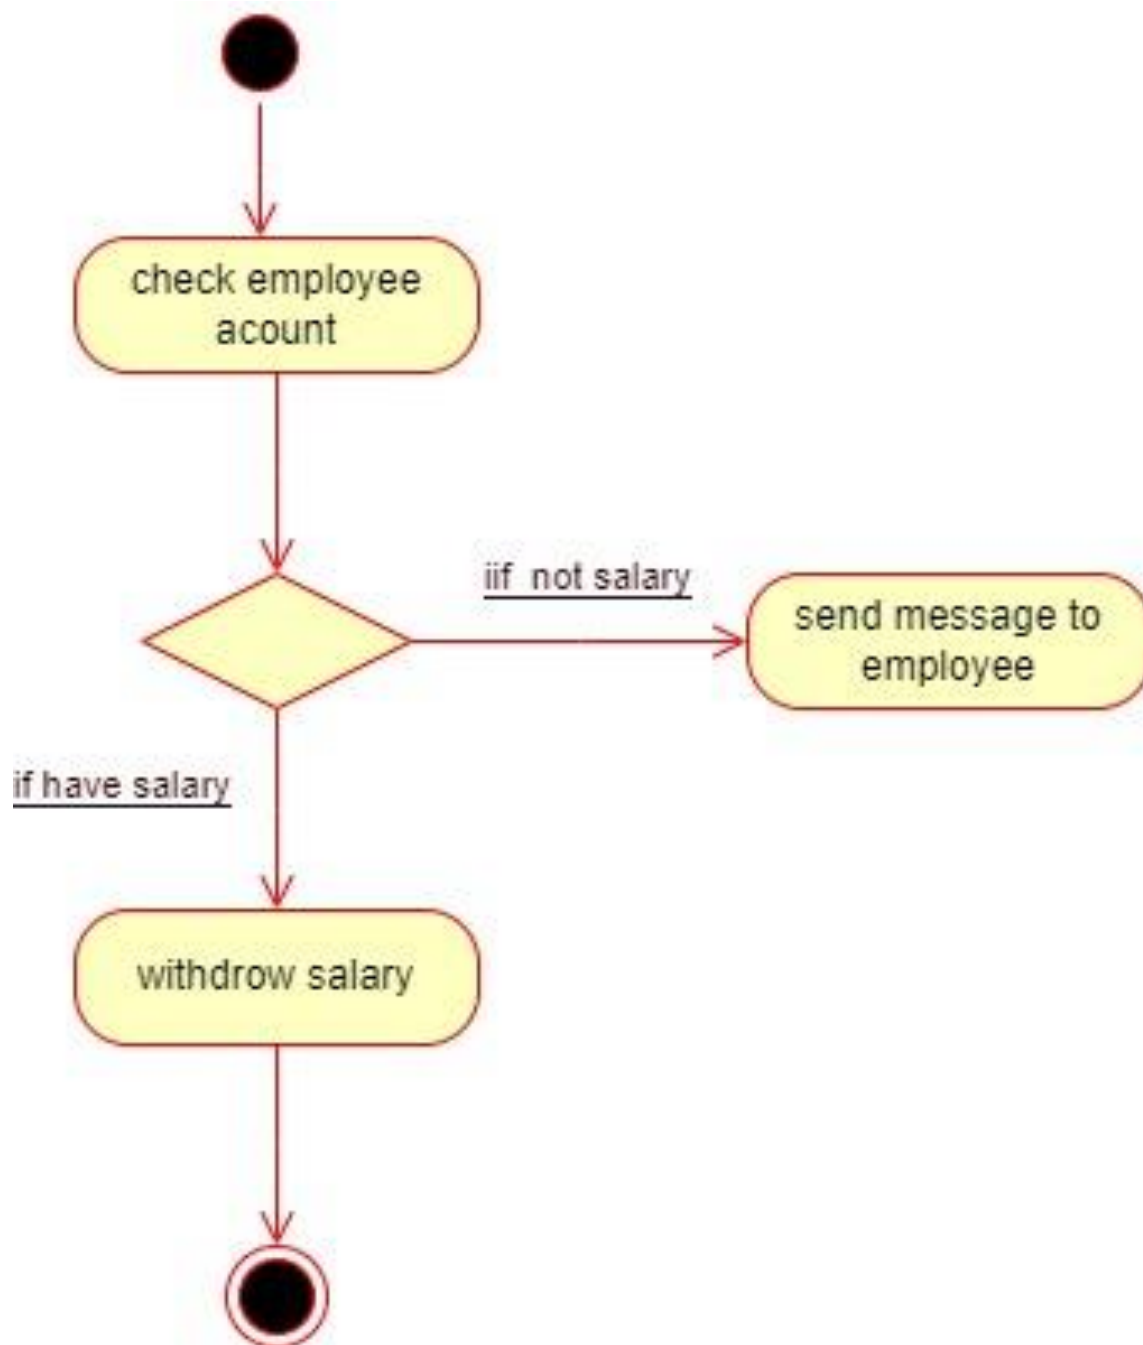 check employee
acount
iif  not salary
send message to
employee
if have salary
withdrow salary